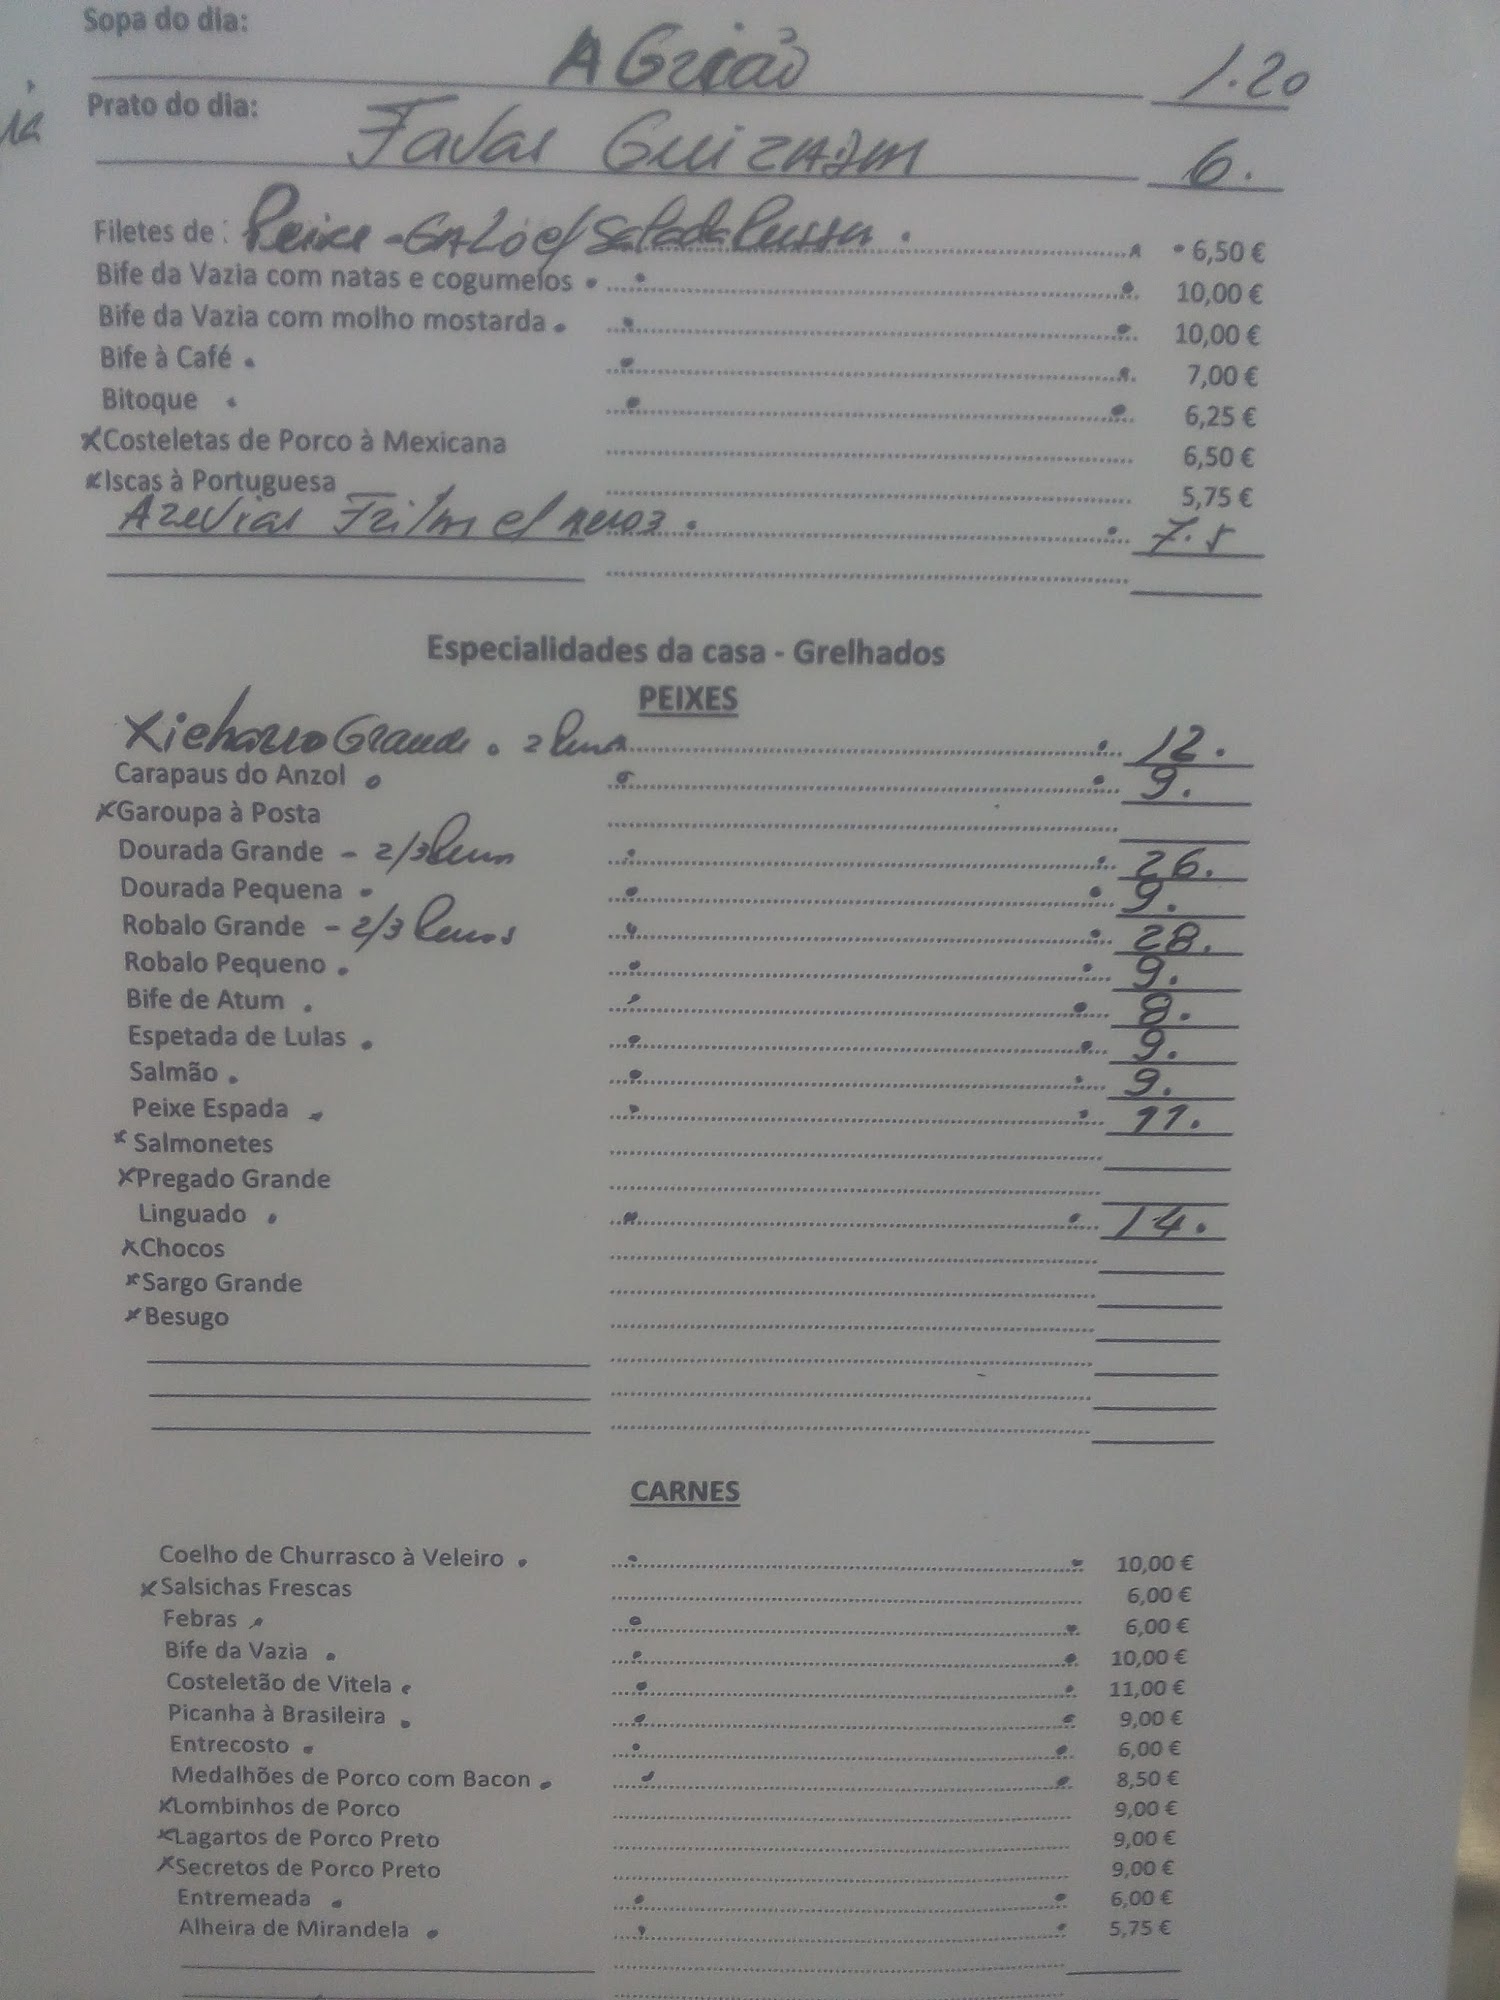 Sopa do dia: AGrião 1.20
Prato do dia: Favas Guizadas 6.
Filetes de : Peixe-GALO c/ Salada Russa . 6,50 €
Bife da Vazia com natas e cogumelos 10,00 €
Bife da Vazia com molho mostarda 10,00 €
Bife à Café 7,00 €
Bitoque 6,25 €
x Costeletas de Porco à Mexicana 6,50 €
x Iscas à Portuguesa 5,75 €
Azevias Fritas c/ Arroz . 7.5
Especialidades da casa - Grelhados
PEIXES
Xicharro Grande . 2 12.
Carapaus do Anzol 9.
x Garoupa à Posta
Dourada Grande - 2/3 Pessoas 26.
Dourada Pequena 9.
Robalo Grande - 2/3 Pessoas 28.
Robalo Pequeno 9.
Bife de Atum 8.
Espetada de Lulas 9.
Salmão 9.
Peixe Espada 11.
x Salmonetes
x Pregado Grande
Linguado 14.
x Chocos
x Sargo Grande
x Besugo
CARNES
Coelho de Churrasco à Veleiro 10,00 €
x Salsichas Frescas 6,00 €
Febras 6,00 €
Bife da Vazia 10,00 €
Costeletão de Vitela 11,00 €
Picanha à Brasileira 9,00 €
Entrecosto 6,00 €
Medalhões de Porco com Bacon 8,50 €
x Lombinhos de Porco 9,00 €
x Lagartos de Porco Preto 9,00 €
x Secretos de Porco Preto 9,00 €
Entremeada 6,00 €
Alheira de Mirandela 5,75 €